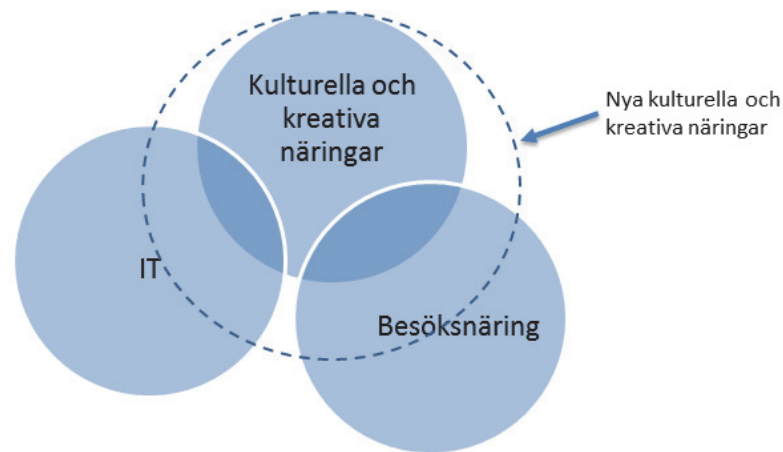 Kulturella och
kreativa
näringar
Nya kulturella och
kreativa näringar
IT
Besöksnäring